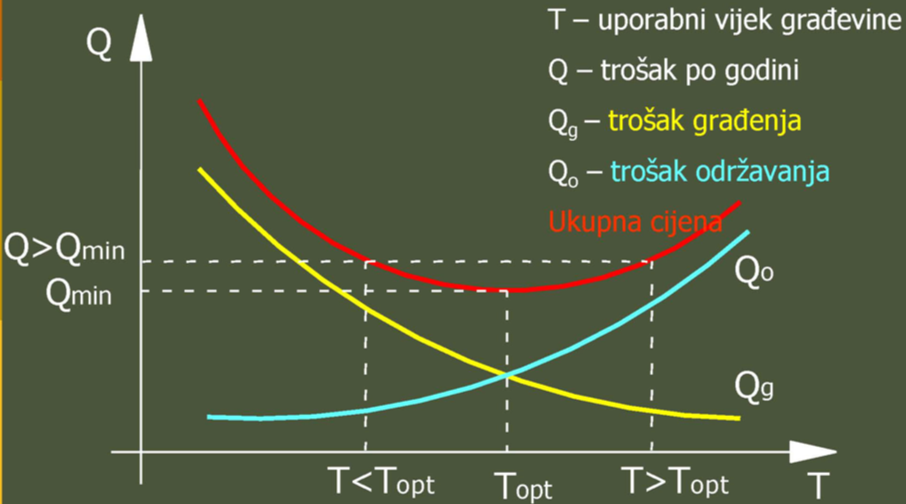 Q
T – uporabni vijek građevine
Q – trošak po godini
Qg – trošak građenja
Qo – trošak održavanja
Ukupna cijena
Q>Qmin
Qmin
Qo
Qg
T<Topt
Topt
T>Topt
T